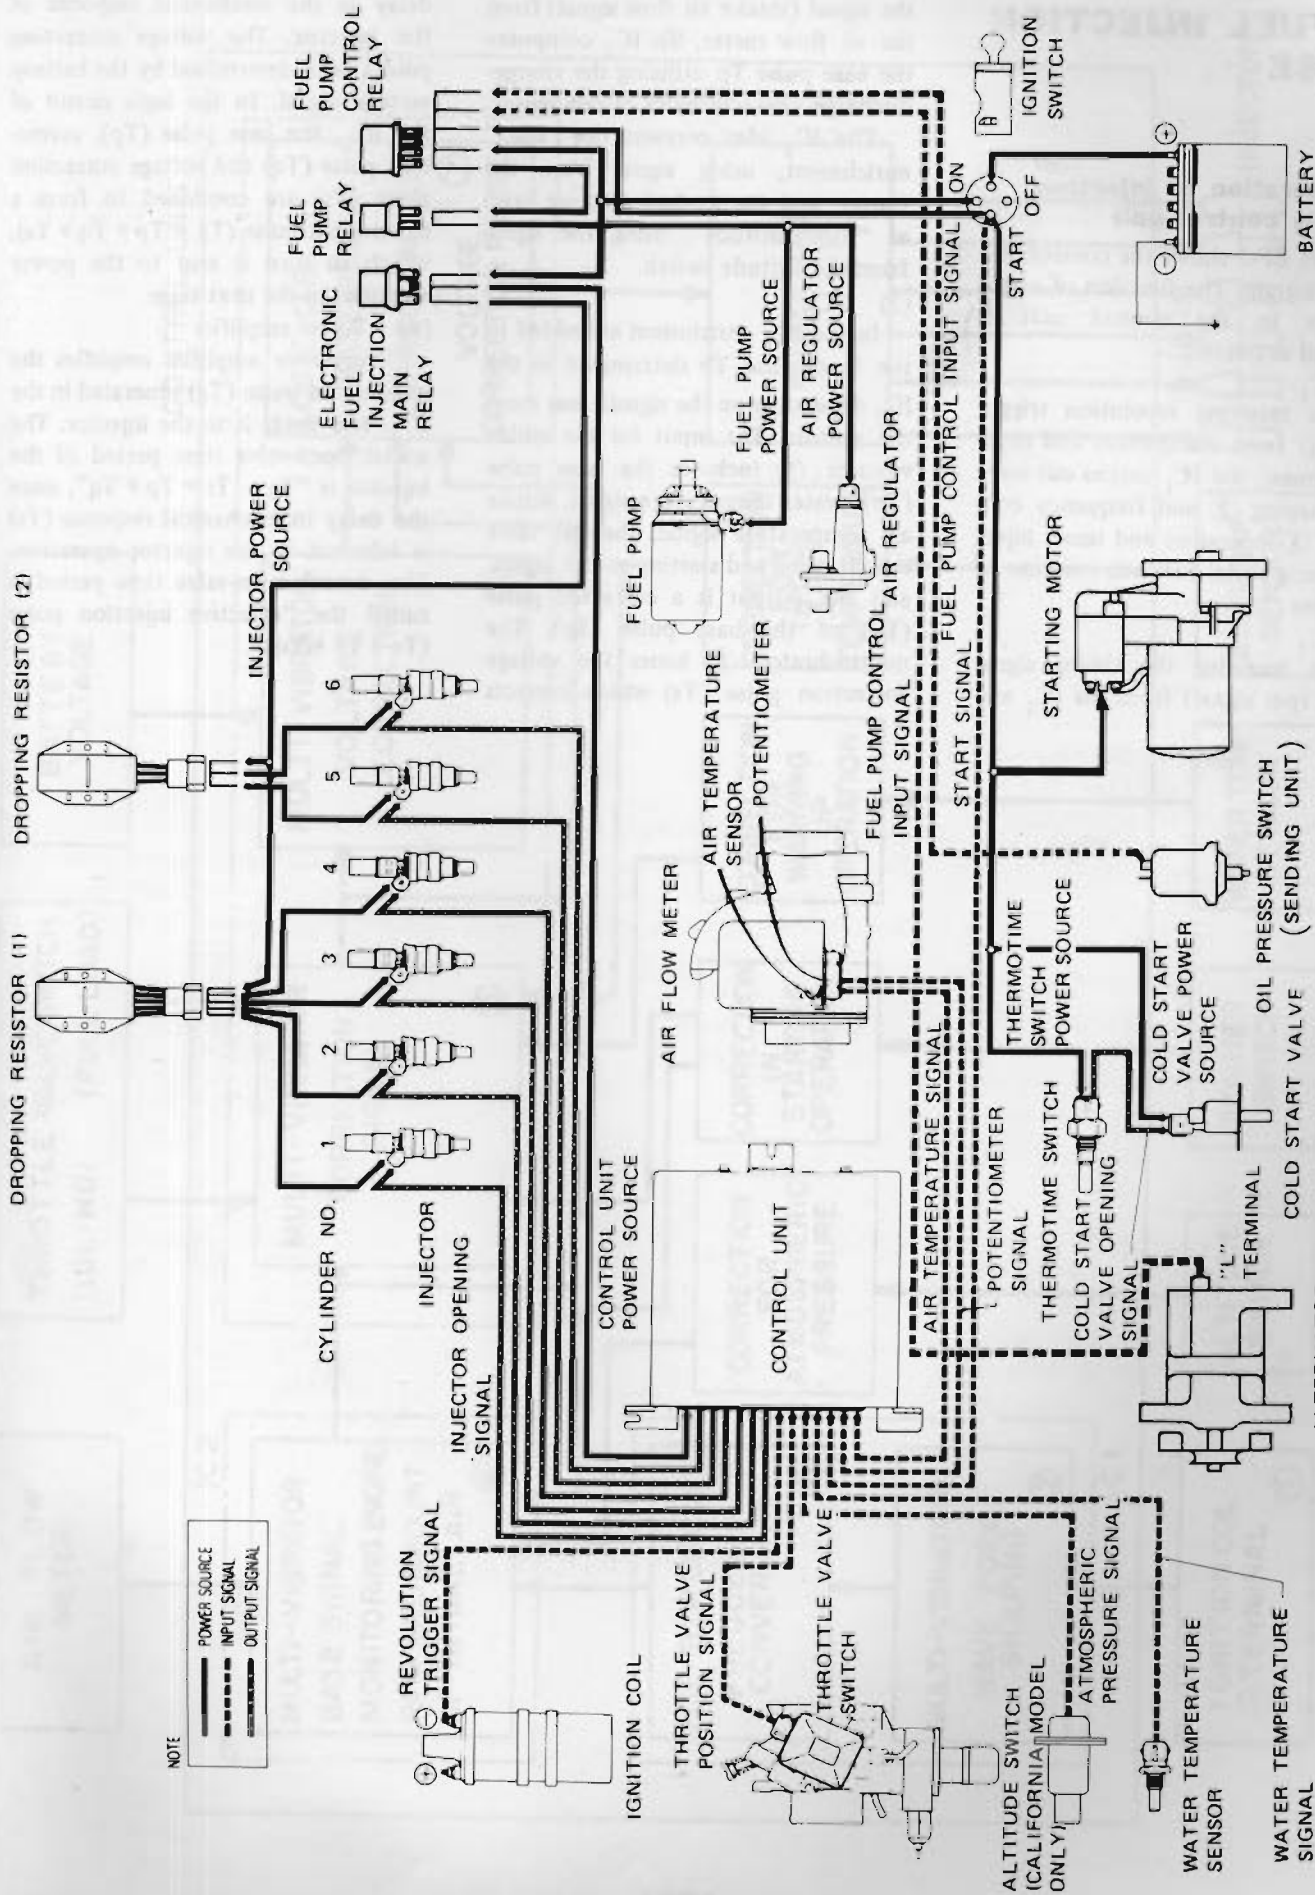 DROPPING RESISTOR (1)
DROPPING RESISTOR (2)
NOTE
POWER SOURCE
INPUT SIGNAL
OUTPUT SIGNAL
CYLINDER NO.
1
2
3
4
5
6
INJECTOR
INJECTOR POWER
SOURCE
ELECTRONIC
FUEL
INJECTION
MAIN
RELAY
FUEL
PUMP
RELAY
FUEL
PUMP
CONTROL
RELAY
REVOLUTION
TRIGGER SIGNAL
INJECTOR OPENING
SIGNAL
IGNITION COIL
CONTROL UNIT
POWER SOURCE
CONTROL UNIT
AIR FLOW METER
AIR TEMPERATURE
SENSOR
POTENTIOMETER
FUEL PUMP
FUEL PUMP
POWER SOURCE
AIR REGULATOR
POWER SOURCE
AIR REGULATOR
FUEL PUMP CONTROL
INPUT SIGNAL
FUEL PUMP CONTROL INPUT SIGNAL
START SIGNAL
ON
OFF
START
IGNITION
SWITCH
BATTERY
THROTTLE VALVE
POSITION SIGNAL
THROTTLE VALVE
SWITCH
AIR TEMPERATURE SIGNAL
POTENTIOMETER
SIGNAL
THERMOTIME SWITCH
COLD START
VALVE OPENING
SIGNAL
THERMOTIME
SWITCH
POWER SOURCE
COLD START
VALVE POWER
SOURCE
STARTING MOTOR
OIL PRESSURE SWITCH
(SENDING UNIT)
COLD START VALVE
"L"
TERMINAL
ALTITUDE SWITCH
(CALIFORNIA MODEL
ONLY)
ATMOSPHERIC
PRESSURE SIGNAL
WATER TEMPERATURE
SENSOR
WATER TEMPERATURE
SIGNAL